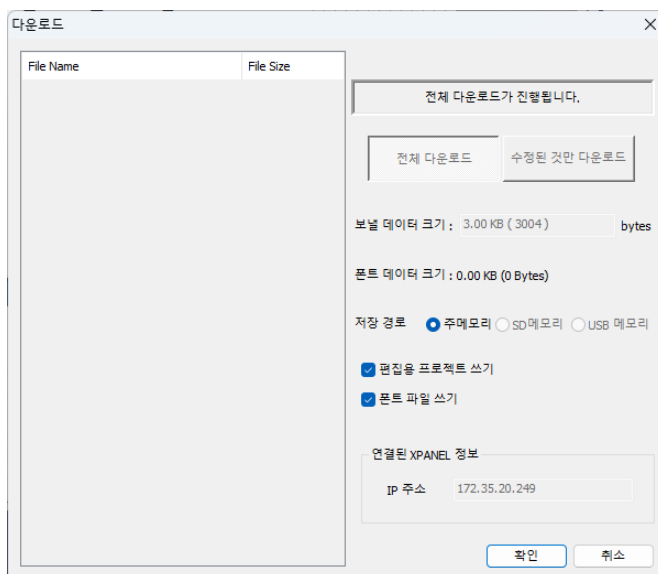 다운로드
File Name File Size
전체 다운로드가 진행됩니다.
전체 다운로드 수정된 것만 다운로드
보낼 데이터 크기 : 3.00 KB ( 3004 ) bytes
폰트 데이터 크기 : 0.00 KB (0 Bytes)
저장 경로 주메모리 SD메모리 USB 메모리
편집용 프로젝트 쓰기
폰트 파일 쓰기
연결된 XPANEL 정보
IP 주소 172.35.20.249
확인 취소